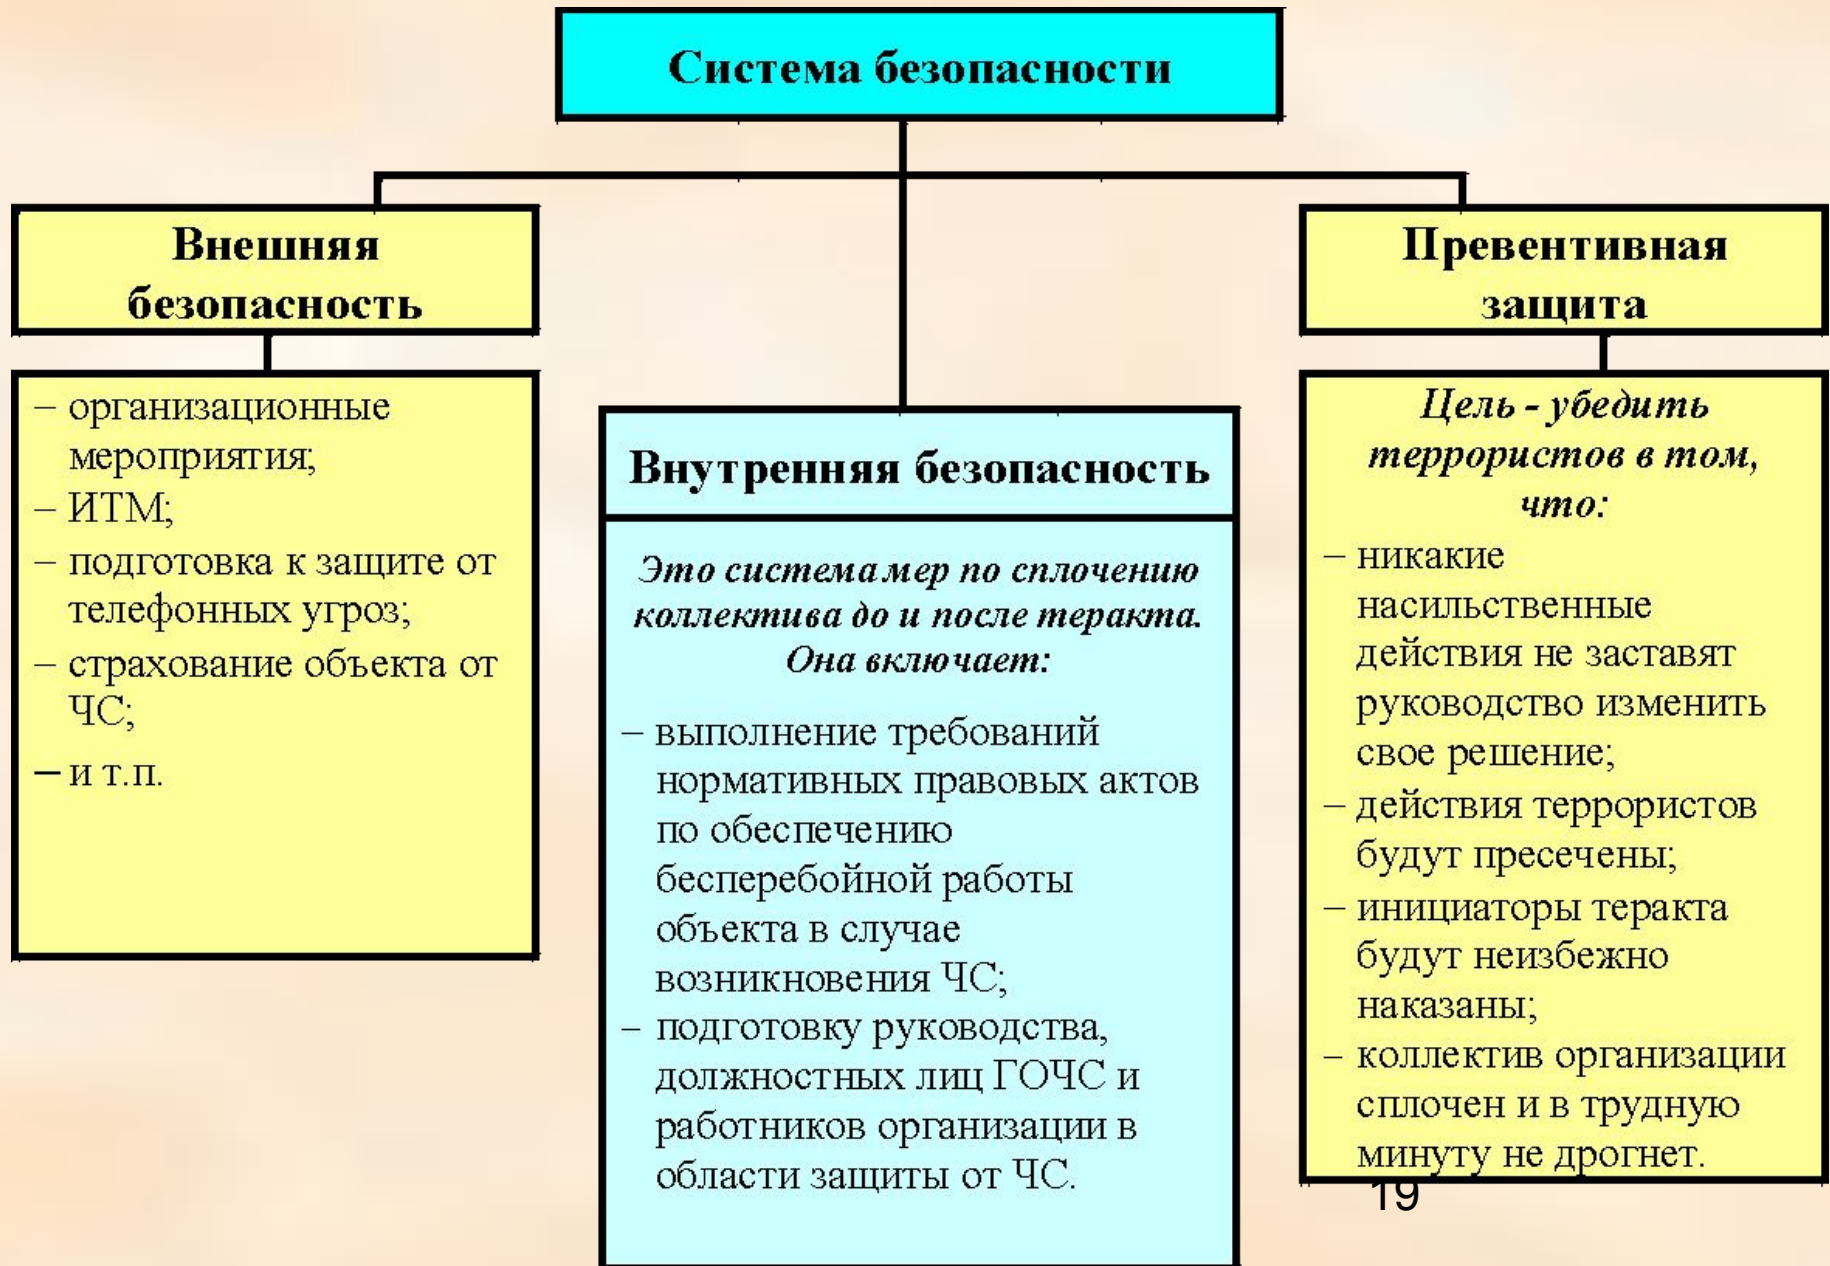 Система безопасности
Внешняя
безопасность
– организационные
мероприятия;
– ИТМ;
– подготовка к защите от
телефонных угроз;
– страхование объекта от
ЧС;
– и т.п.
Внутренняя безопасность
Это система мер по сплочению
коллектива до и после теракта.
Она включает:
– выполнение требований
нормативных правовых актов
по обеспечению
бесперебойной работы
объекта в случае
возникновения ЧС;
– подготовку руководства,
должностных лиц ГОЧС и
работников организации в
области защиты от ЧС.
Превентивная
защита
Цель - убедить
террористов в том,
что:
– никакие
насильственные
действия не заставят
руководство изменить
свое решение;
– действия террористов
будут пресечены;
– инициаторы теракта
будут неизбежно
наказаны;
– коллектив организации
сплочен и в трудную
минуту не дрогнет.
19